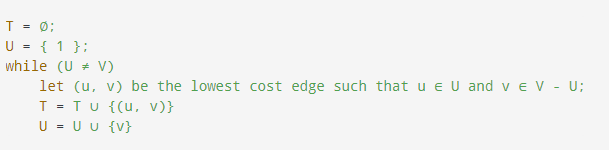 T = ∅;
U = { 1 };
while (U ≠ V)
let (u, v) be the lowest cost edge such that u ∈ U and v ∈ V - U;
T = T ∪ {(u, v)}
U = U ∪ {v}